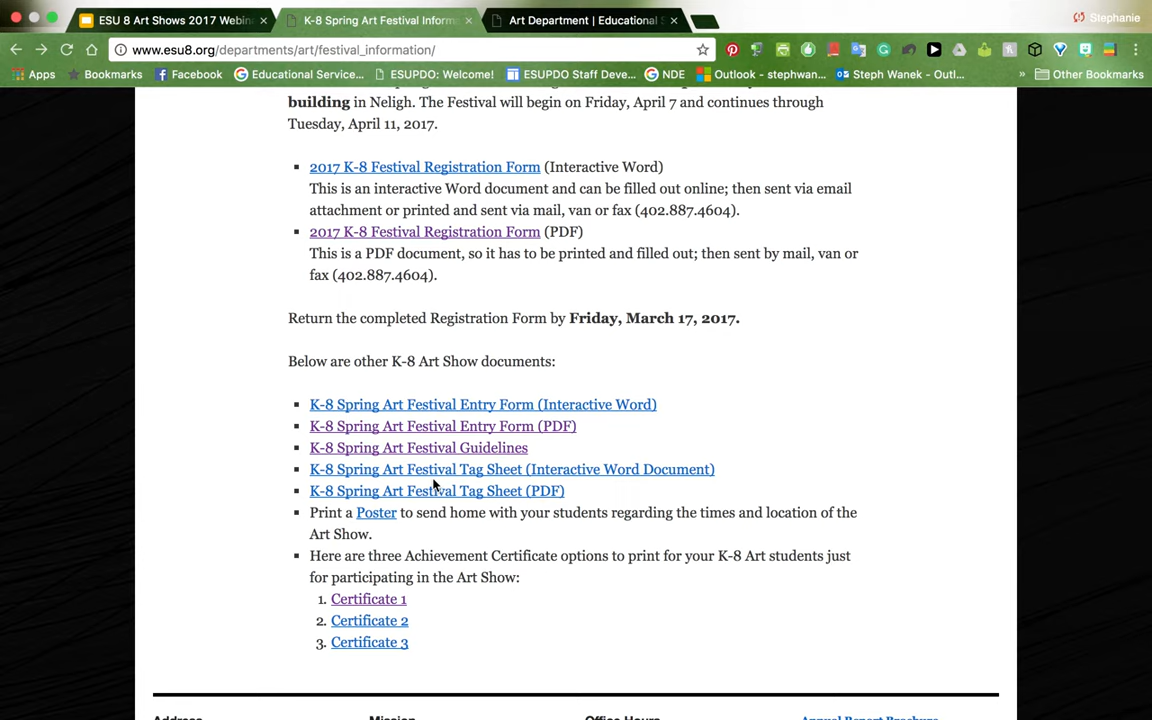 ESU 8 Art Shows 2017 Webin
K-8 Spring Art Festival Inform
Art Department | Educational S
Stephanie
www.esu8.org/departments/art/festival_information/
Apps Bookmarks Facebook Educational Service... ESUPDO: Welcome! ESUPDO Staff Deve... NDE Outlook - stephwan... Steph Wanek - Outl... » Other Bookmarks
building in Neligh. The Festival will begin on Friday, April 7 and continues through
Tuesday, April 11, 2017.
▪ 2017 K-8 Festival Registration Form (Interactive Word)
This is an interactive Word document and can be filled out online; then sent via email
attachment or printed and sent via mail, van or fax (402.887.4604).
▪ 2017 K-8 Festival Registration Form (PDF)
This is a PDF document, so it has to be printed and filled out; then sent by mail, van or
fax (402.887.4604).
Return the completed Registration Form by Friday, March 17, 2017.
Below are other K-8 Art Show documents:
▪ K-8 Spring Art Festival Entry Form (Interactive Word)
▪ K-8 Spring Art Festival Entry Form (PDF)
▪ K-8 Spring Art Festival Guidelines
▪ K-8 Spring Art Festival Tag Sheet (Interactive Word Document)
▪ K-8 Spring Art Festival Tag Sheet (PDF)
▪ Print a Poster to send home with your students regarding the times and location of the
Art Show.
▪ Here are three Achievement Certificate options to print for your K-8 Art students just
for participating in the Art Show:
1. Certificate 1
2. Certificate 2
3. Certificate 3
Address Mission Office Hours Annual Report Brochure